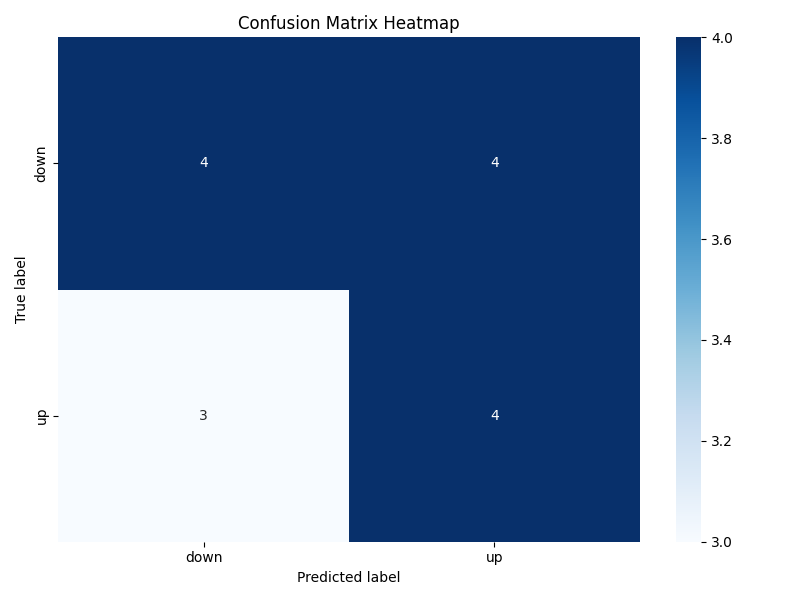 Confusion Matrix Heatmap
True label
down
up
4 4
3 4
down up
Predicted label
4.0
3.8
3.6
3.4
3.2
3.0